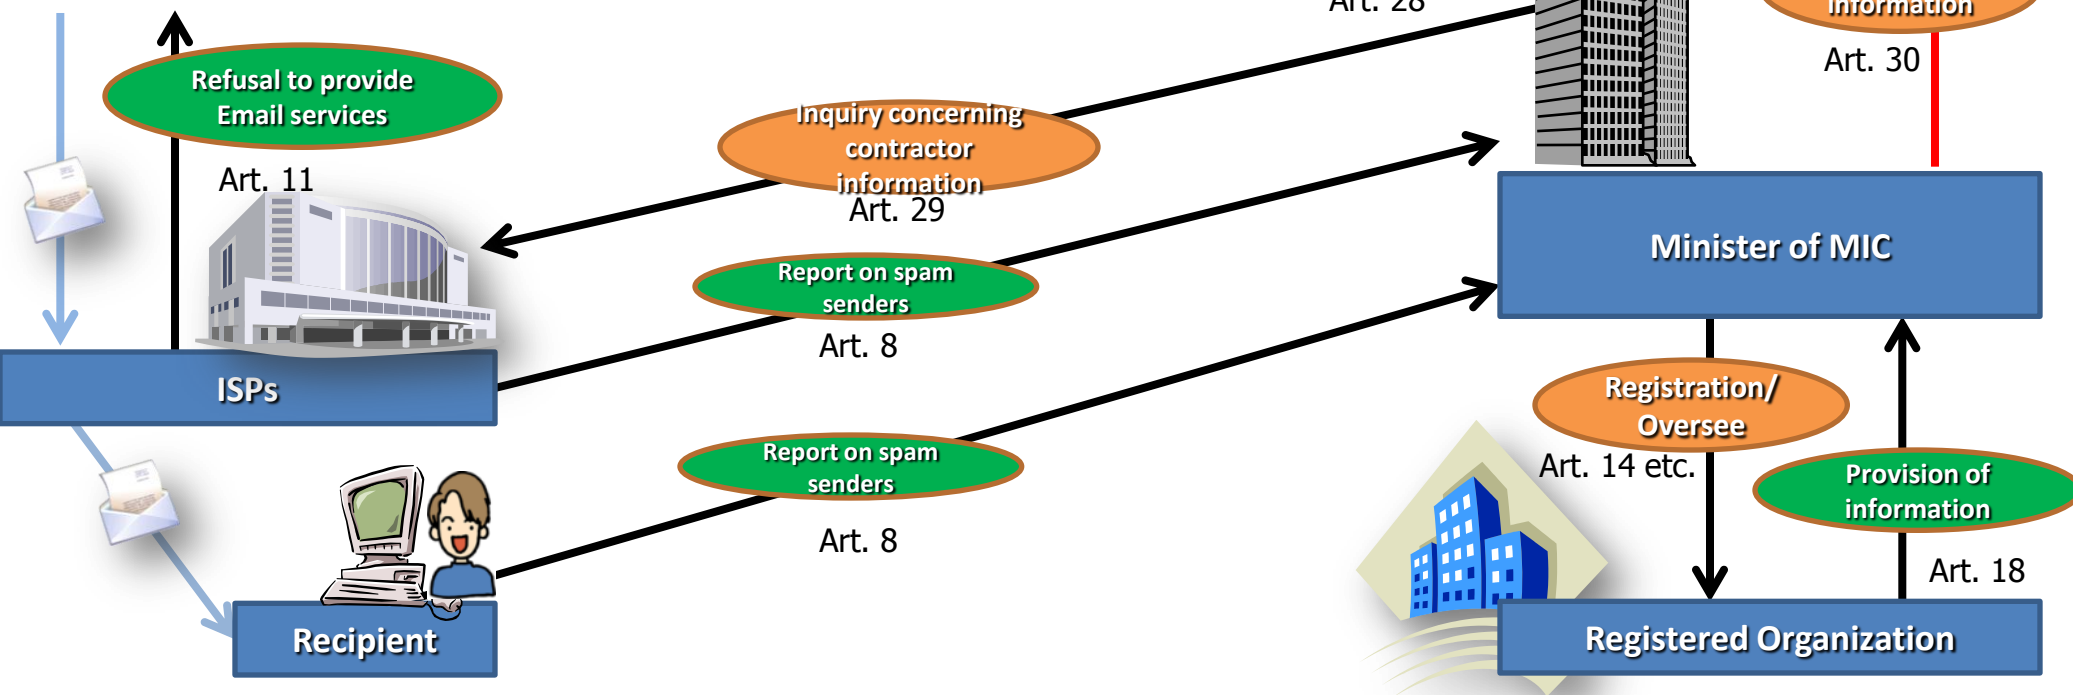 Art. 28
information
Art. 30
Refusal to provide
Email services
Art. 11
Inquiry concerning
contractor
information
Art. 29
Minister of MIC
Report on spam
senders
Art. 8
ISPs
Registration/
Oversee
Art. 14 etc.
Report on spam
senders
Art. 8
Provision of
information
Art. 18
Recipient
Registered Organization